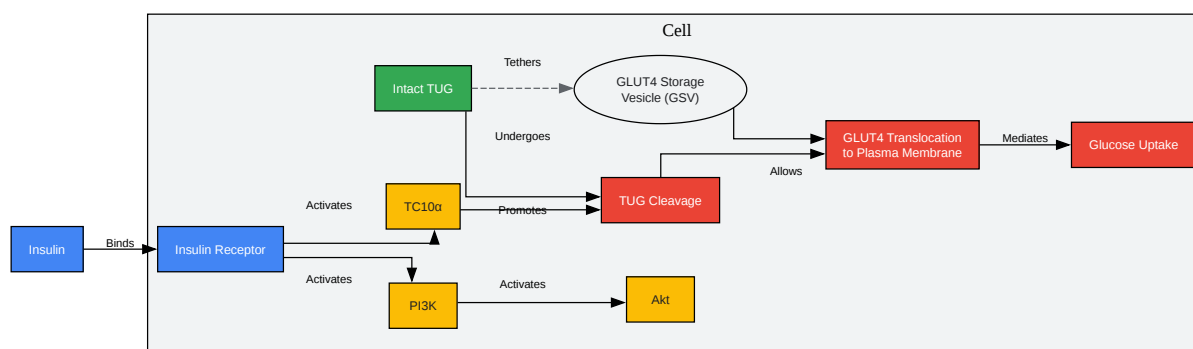 Cell
Tethers
Intact TUG
GLUT4 Storage
Vesicle (GSV)
Undergoes
GLUT4 Translocation
to Plasma Membrane
Mediates
Glucose Uptake
Allows
TUG Cleavage
Activates
TC10α
Promotes
Insulin
Binds
Insulin Receptor
Activates
PI3K
Activates
Akt